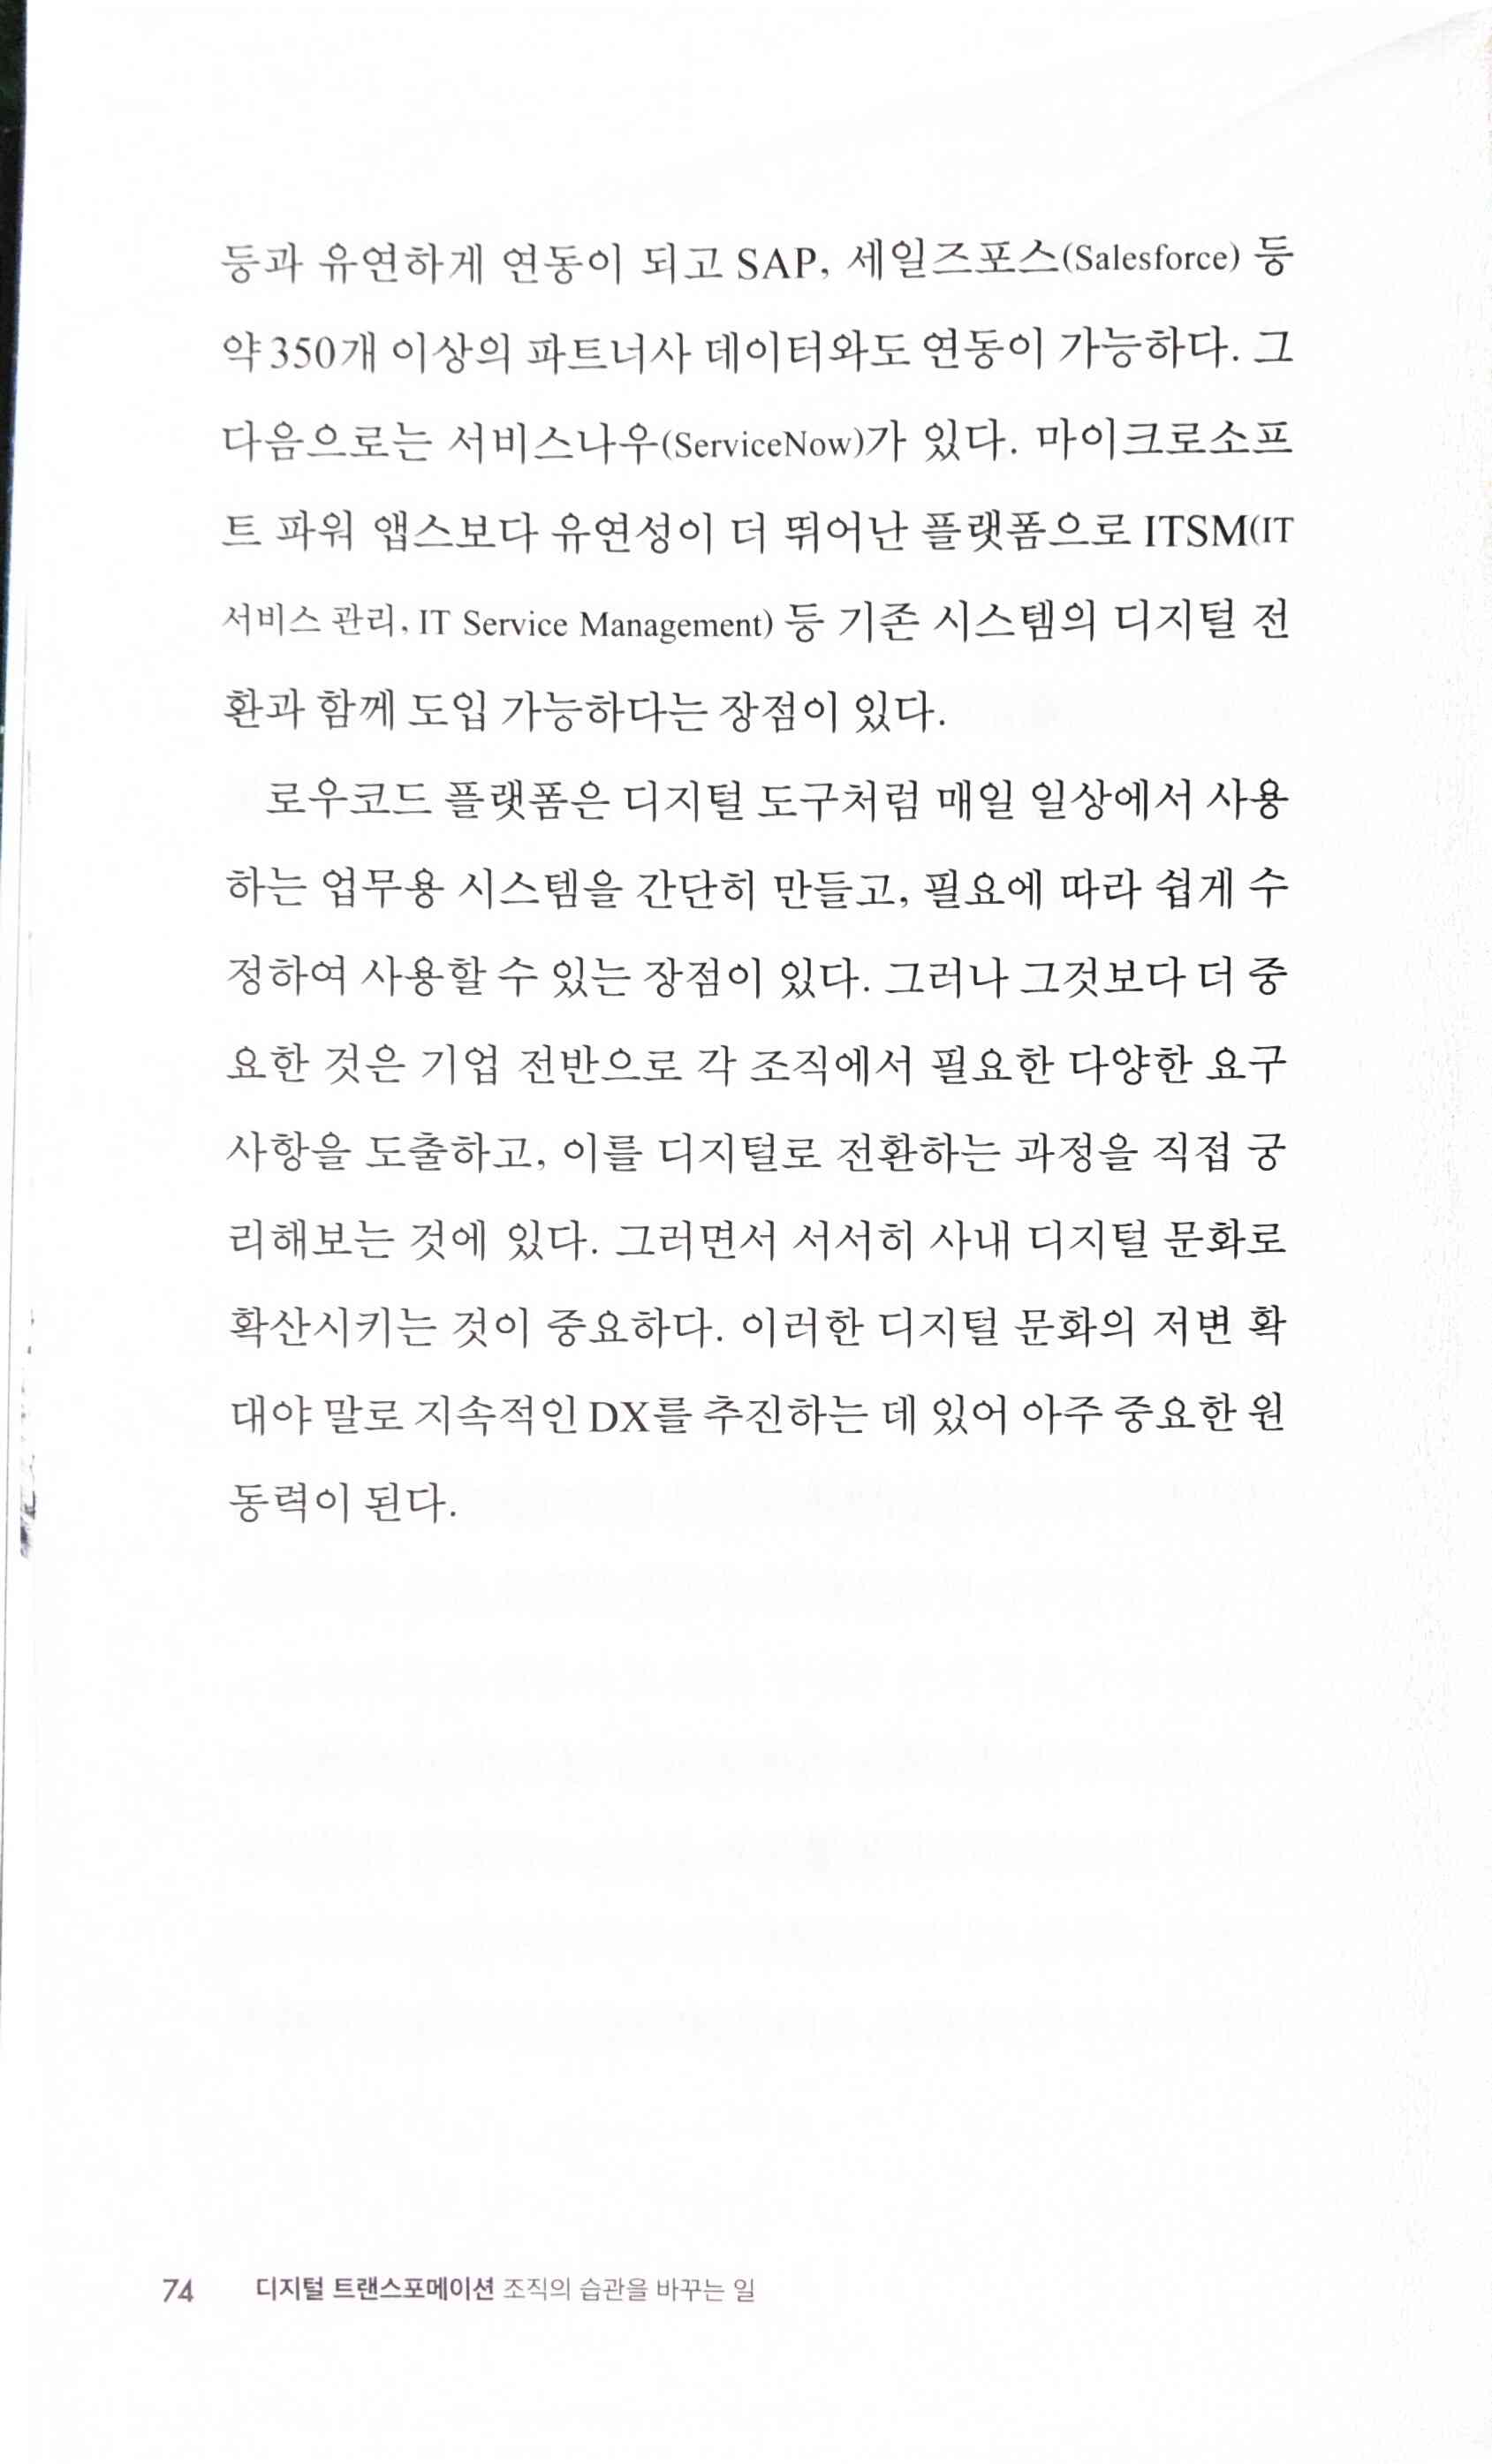 등과 유연하게 연동이 되고 SAP, 세일즈포스(Salesforce) 등
약 350개 이상의 파트너사 데이터와도 연동이 가능하다. 그
다음으로는 서비스나우(ServiceNow)가 있다. 마이크로소프
트 파워 앱스보다 유연성이 더 뛰어난 플랫폼으로 ITSM(IT
서비스 관리, IT Service Management) 등 기존 시스템의 디지털 전
환과 함께 도입 가능하다는 장점이 있다.
로우코드 플랫폼은 디지털 도구처럼 매일 일상에서 사용
하는 업무용 시스템을 간단히 만들고, 필요에 따라 쉽게 수
정하여 사용할 수 있는 장점이 있다. 그러나 그것보다 더 중
요한 것은 기업 전반으로 각 조직에서 필요한 다양한 요구
사항을 도출하고, 이를 디지털로 전환하는 과정을 직접 궁
리해보는 것에 있다. 그러면서 서서히 사내 디지털 문화로
확산시키는 것이 중요하다. 이러한 디지털 문화의 저변 확
대야 말로 지속적인 DX를 추진하는 데 있어 아주 중요한 원
동력이 된다.
74 디지털 트랜스포메이션 조직의 습관을 바꾸는 일